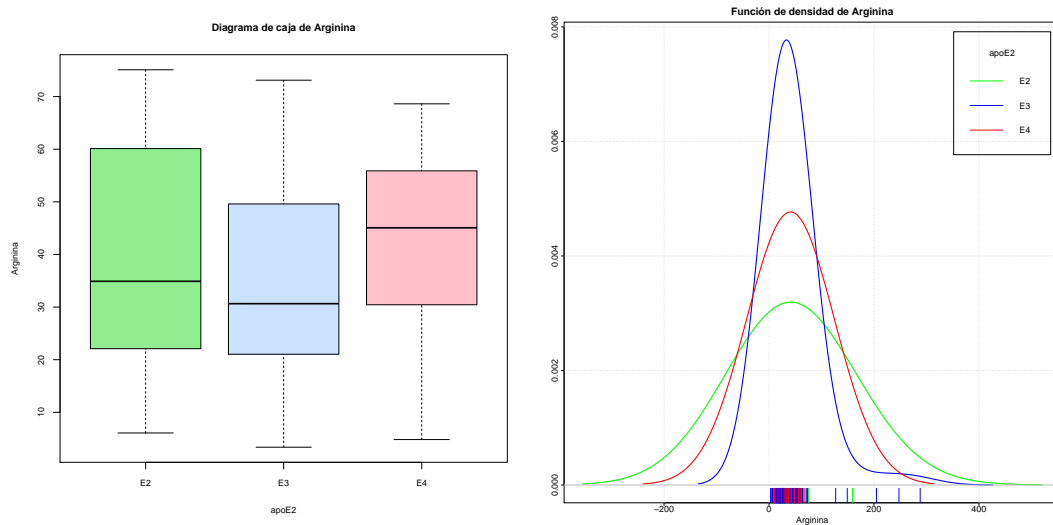 Diagrama de caja de Arginina
Arginina
70
60
50
40
30
20
10
E2
E3
E4
apoE2
Función de densidad de Arginina
0.008
0.006
0.004
0.002
0.000
−200
0
200
400
Arginina
apoE2
E2
E3
E4